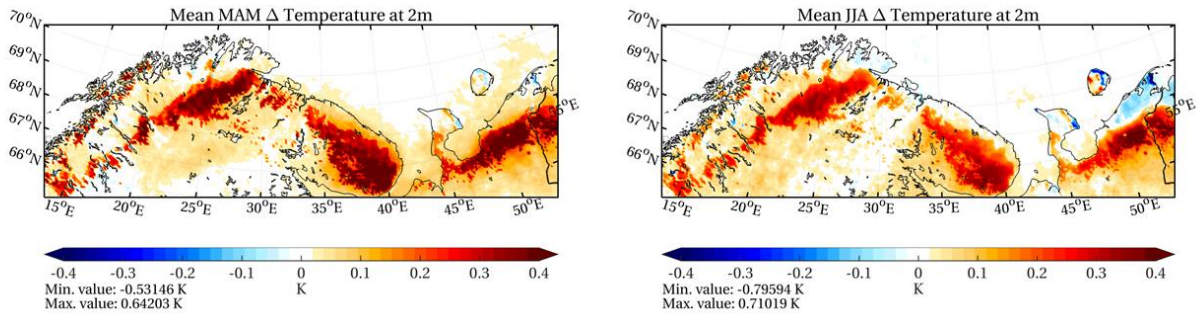 Mean MAM Δ Temperature at 2m
70°N
69°N
68°N
67°N
66°N
15°E
20°E
25°E
30°E
35°E
40°E
45°E
50°E
5°E
-0.4 -0.3 -0.2 -0.1 0 0.1 0.2 0.3 0.4
K
Min. value: -0.53146 K
Max. value: 0.64203 K
Mean JJA Δ Temperature at 2m
70°N
69°N
68°N
67°N
66°N
15°E
20°E
25°E
30°E
35°E
40°E
45°E
50°E
5°E
-0.4 -0.3 -0.2 -0.1 0 0.1 0.2 0.3 0.4
K
Min. value: -0.79594 K
Max. value: 0.71019 K